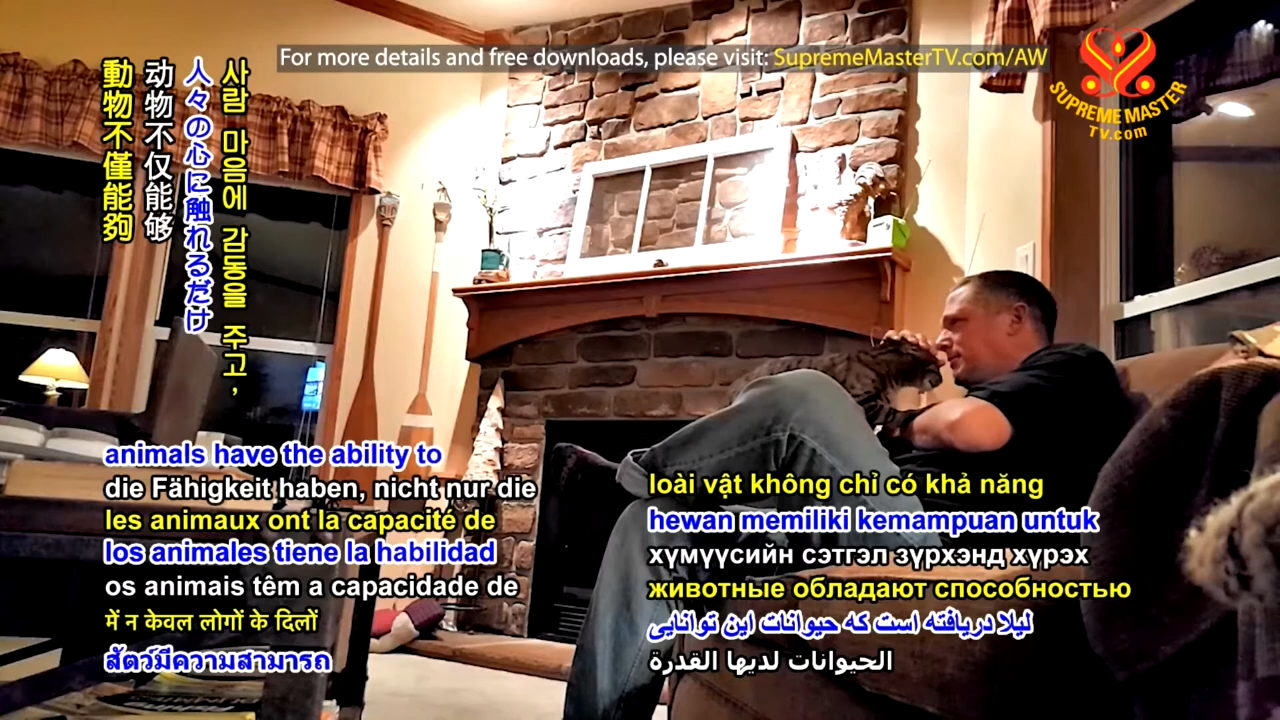 For more details and free downloads, please visit: SupremeMasterTV.com/AW
SUPREME MASTER
TV.com
動物不僅能夠
动物不仅能够
人々の心に触れるだけ
사람 마음에 감동을 주고,
animals have the ability to
die Fähigkeit haben, nicht nur die
les animaux ont la capacité de
los animales tiene la habilidad
os animais têm a capacidade de
में न केवल लोगों के दिलों
สัตว์มีความสามารถ
loài vật không chỉ có khả năng
hewan memiliki kemampuan untuk
хүмүүсийн сэтгэл зүрхэнд хүрэх
животные обладают способностью
لیلا دریافته است که حیوانات این توانایی
الحيوانات لديها القدرة